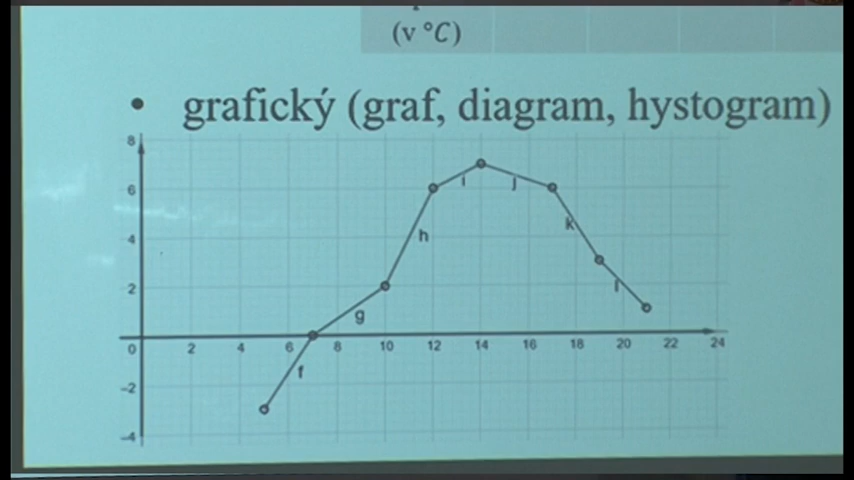 (v °C)
• grafický (graf, diagram, hystogram)
8
6
4
2
0 2 4 6 8 10 12 14 16 18 20 22 24
-2
-4
f
g
h
i
j
k
l